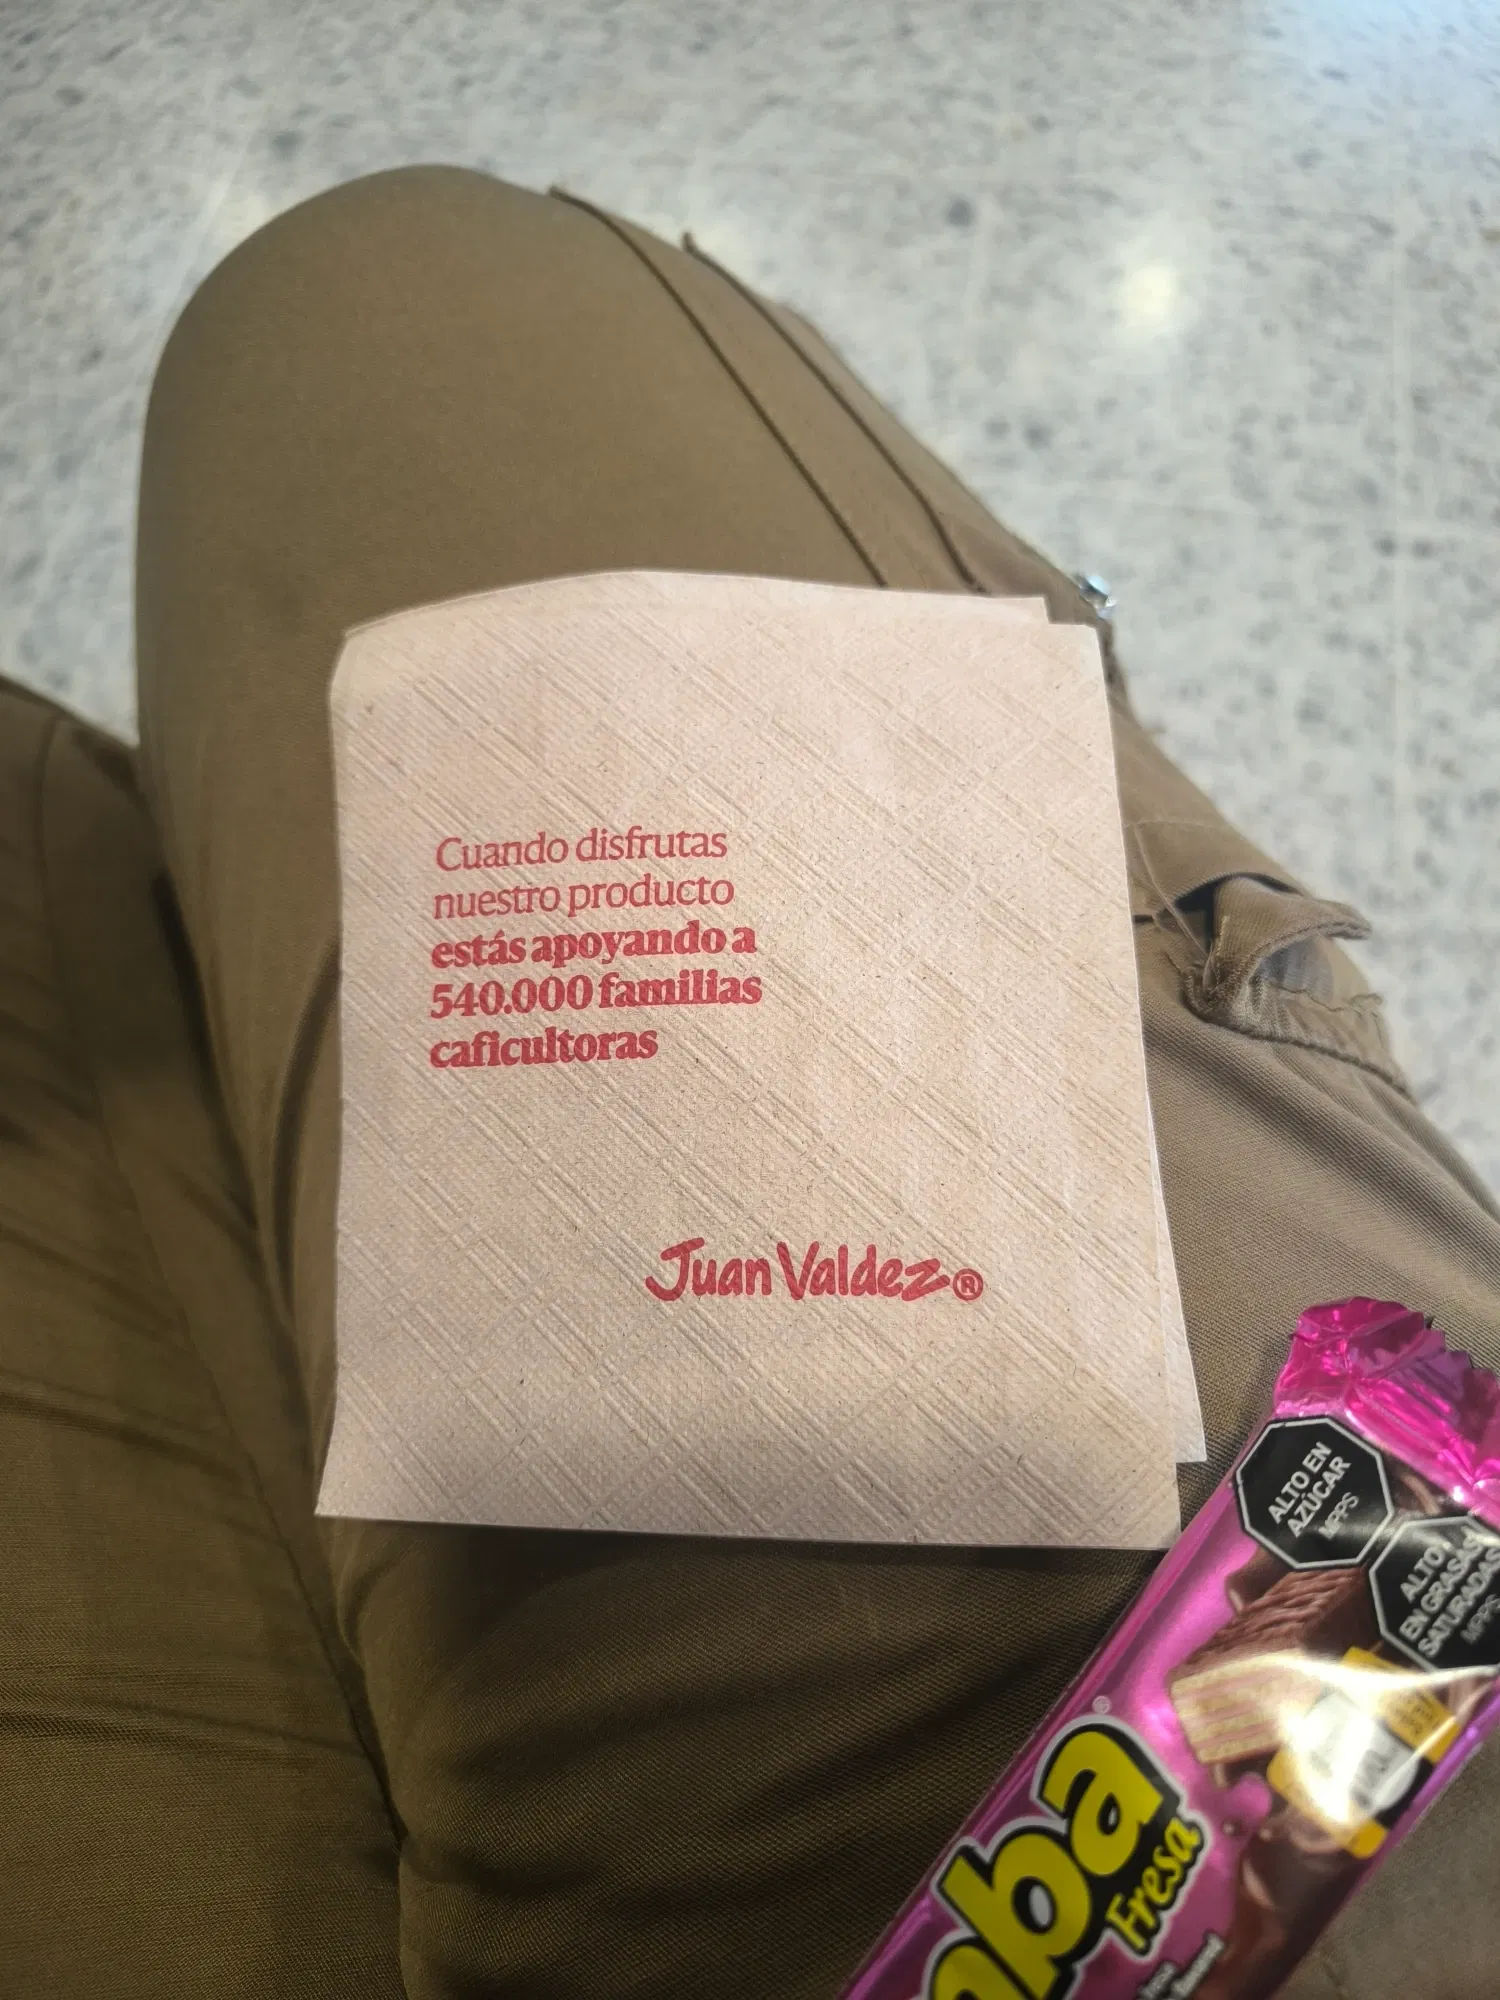 Cuando disfrutas
nuestro producto
estás apoyando a
540.000 familias
caficultoras
Juan Valdez®
ALTO EN
AZÚCAR
MPPS
ALTO
EN GRASAS
SATURADAS
MPPS
Fresa